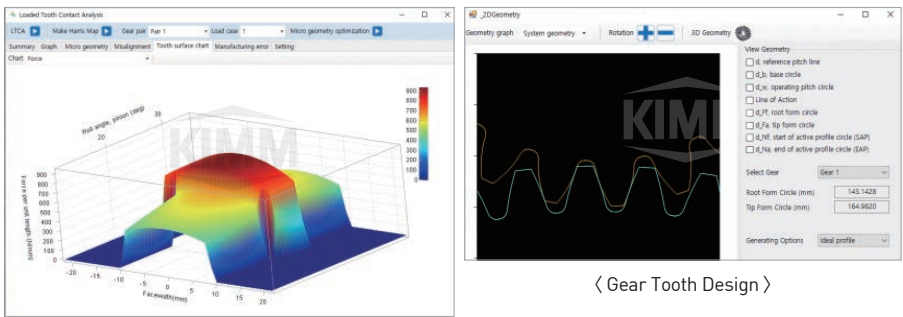 Loaded Tooth Contact Analysis
LTCA Make Harris Map Gear pair Pair 1 Load case 1 Micro geometry optimization
Summary Graph Micro geometry Misalignment Tooth surface chart Manufacturing error Setting
Chart Force
Roll angle, pinion (deg)
30
20
900
800
700
600
500
400
300
200
100
0
Force per unit length (N/mm)
900
800
700
600
500
400
300
200
100
0
-20 -15 -10 -5 0 5 10 15 20
Facewidth(mm)
KIMM
_2DGeometry
Geometry graph System geometry Rotation 3D Geometry
KIMM
View Geometry
d, reference pitch line
d_b, base circle
d_w, operating pitch circle
Line of Action
d_Ff, root form circle
d_Fa, tip form circle
d_Nf, start of active profile circle (SAP)
d_Na, end of active profile circle (EAP)
Select Gear Gear 1
Root Form Circle (mm) 143.1428
Tip Form Circle (mm) 164.9820
Generating Options Ideal profile
〈 Gear Tooth Design 〉